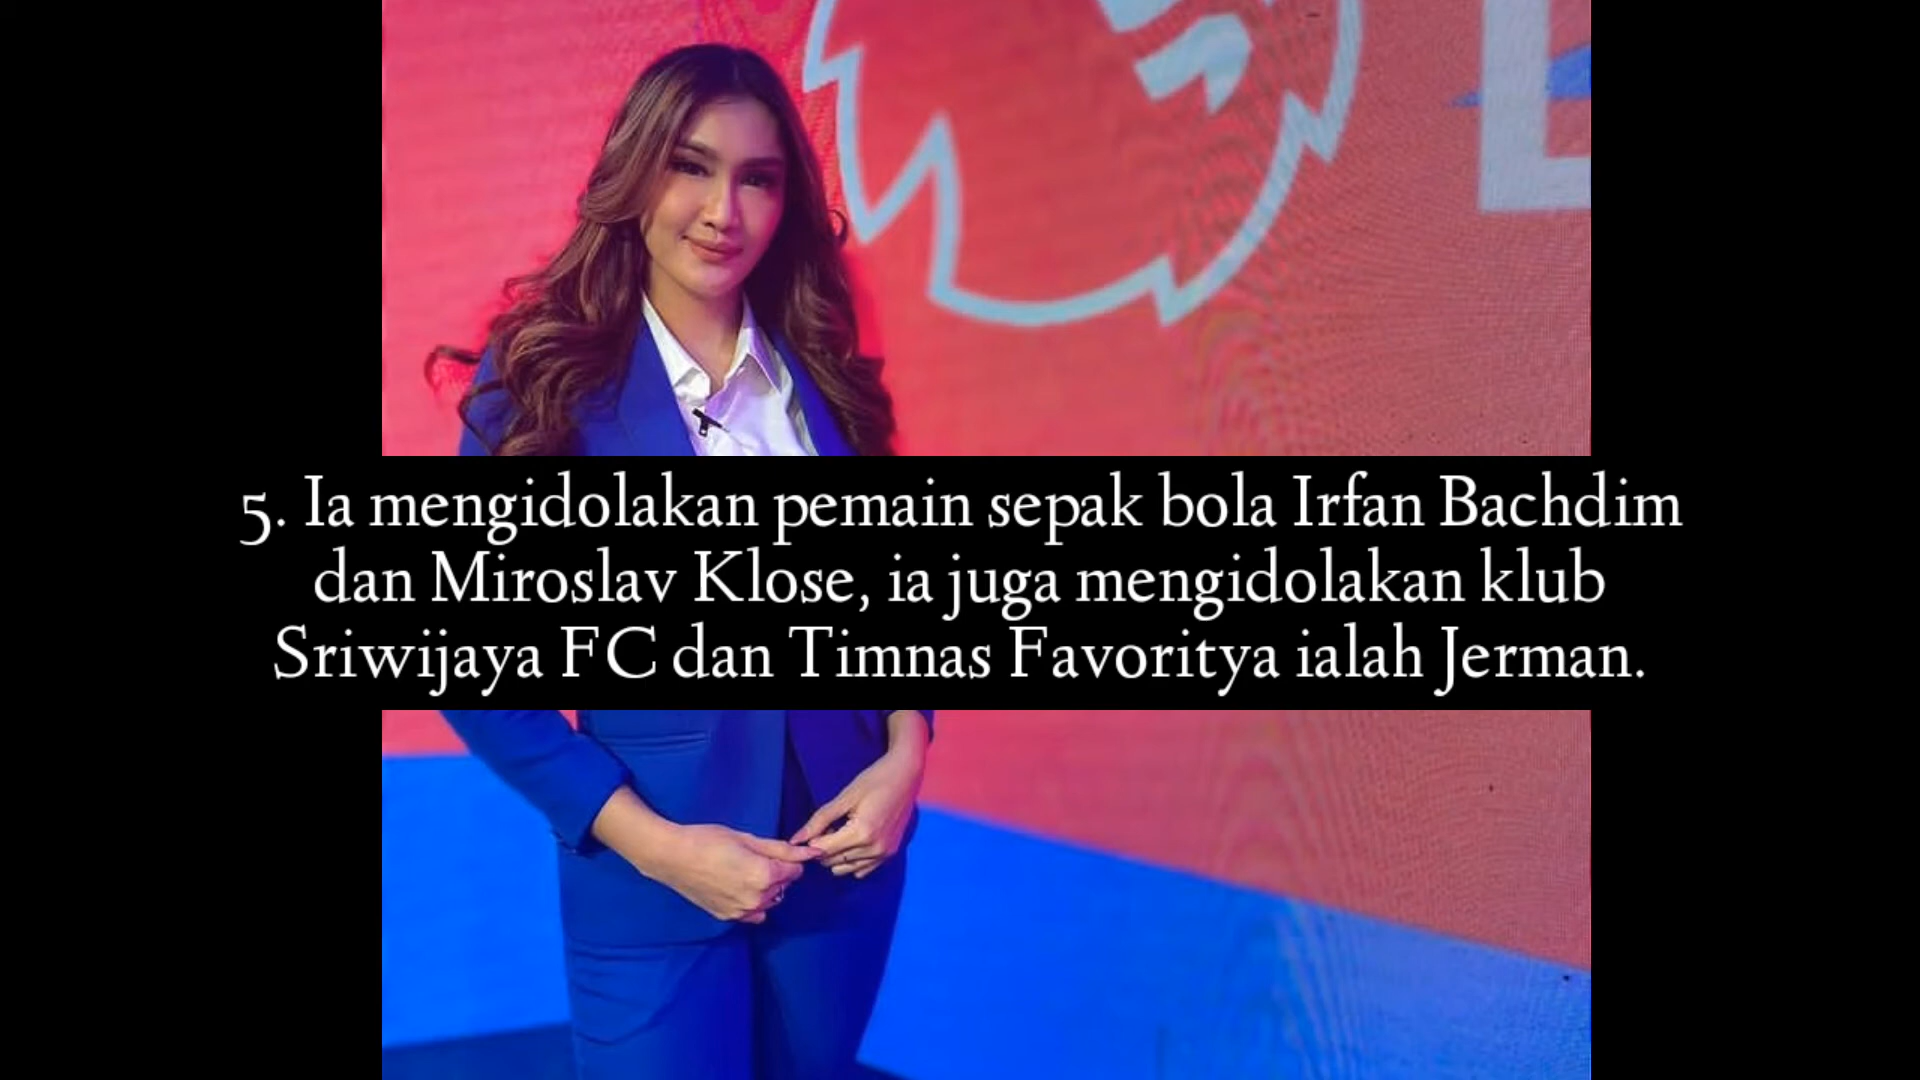 5. Ia mengidolakan pemain sepak bola Irfan Bachdim
dan Miroslav Klose, ia juga mengidolakan klub
Sriwijaya FC dan Timnas Favoritya ialah Jerman.